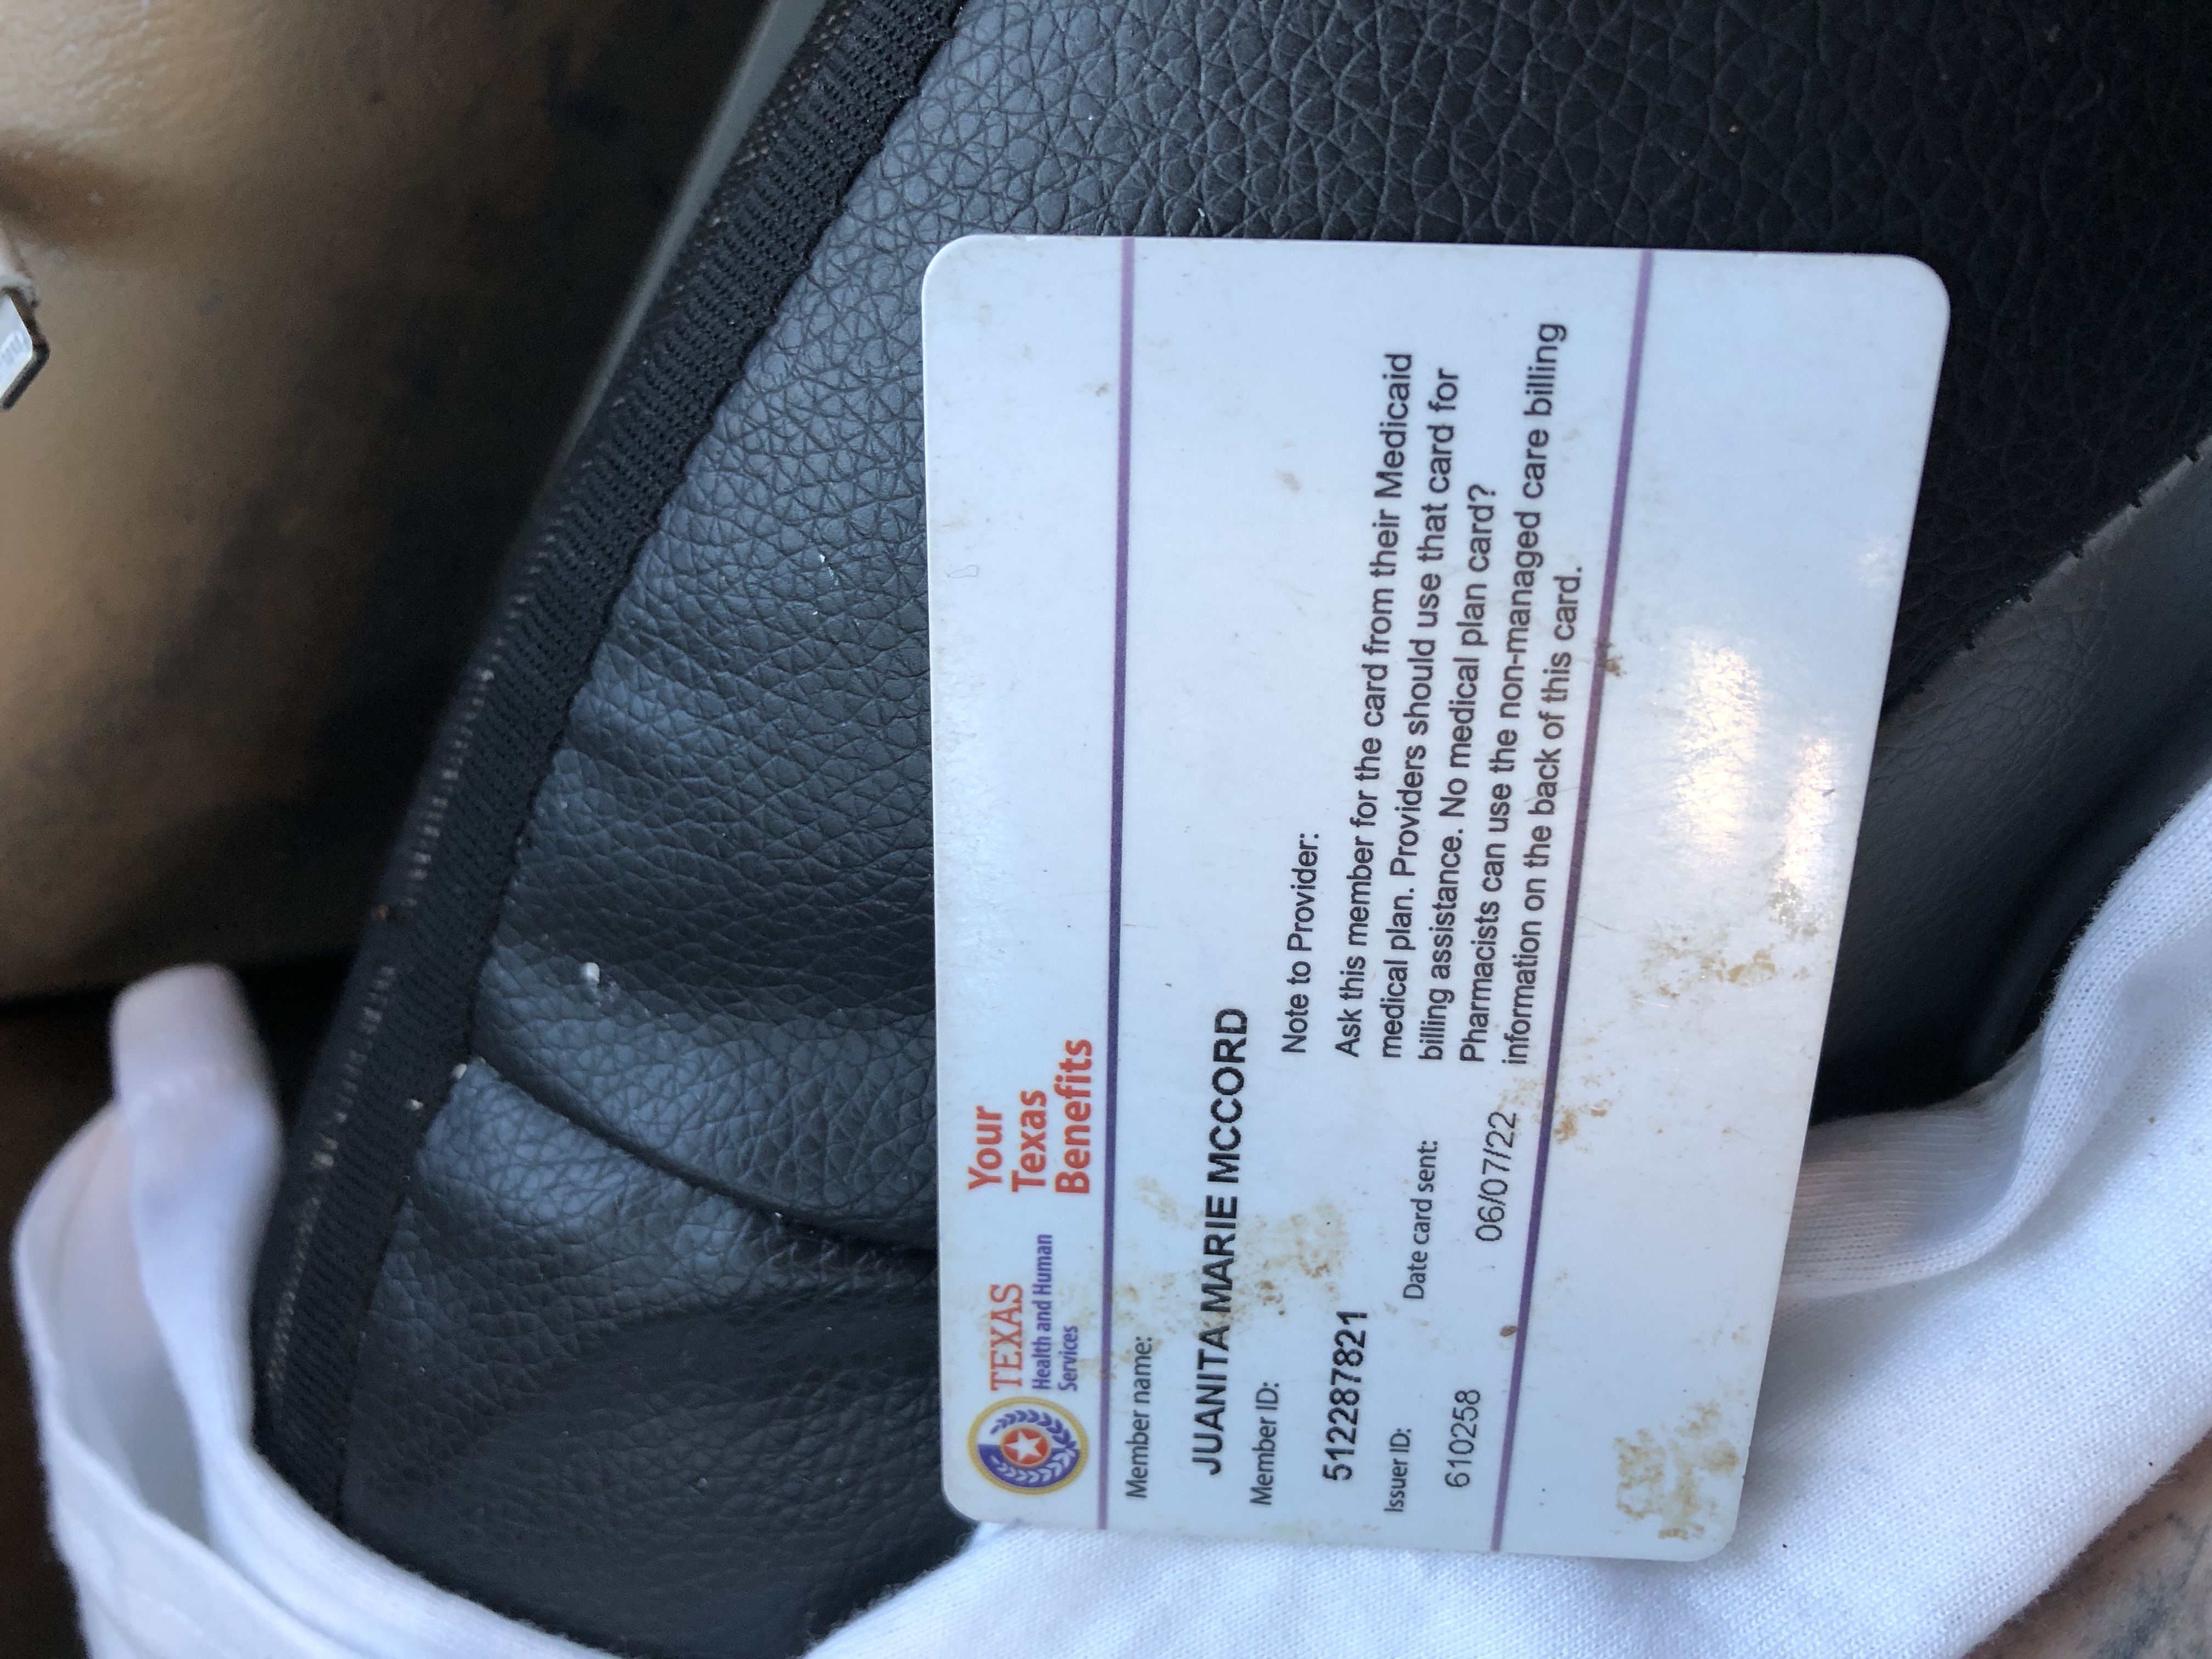 TEXAS
Health and Human
Services
Your
Texas
Benefits
Member name:
JUANITA MARIE MCCORD
Member ID:
512287821
Issuer ID:
610258
Date card sent:
06/07/22
Note to Provider:
Ask this member for the card from their Medicaid
medical plan. Providers should use that card for
billing assistance. No medical plan card?
Pharmacists can use the non-managed care billing
information on the back of this card.